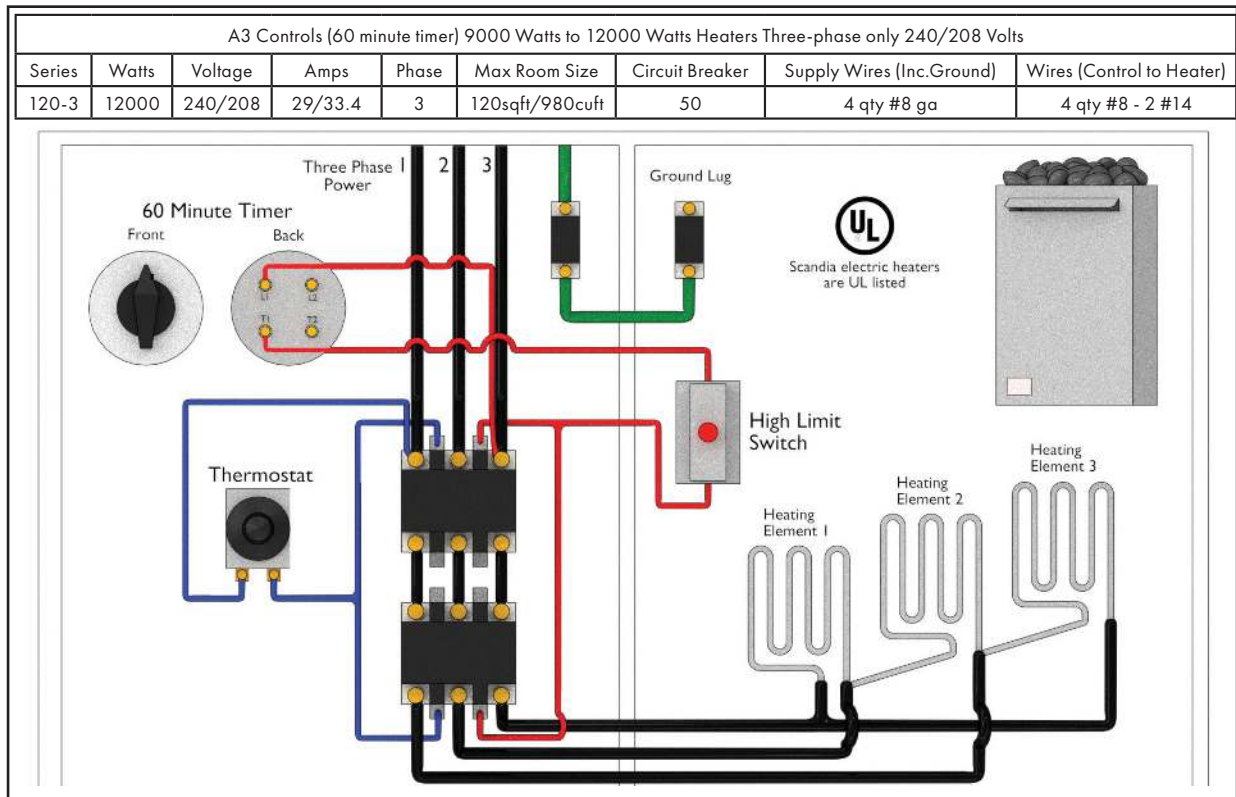 A3 Controls (60 minute timer) 9000 Watts to 12000 Watts Heaters Three-phase only 240/208 Volts
Series Watts Voltage Amps Phase Max Room Size Circuit Breaker Supply Wires (Inc.Ground) Wires (Control to Heater)
120-3 12000 240/208 29/33.4 3 120sqft/980cuft 50 4 qty #8 ga 4 qty #8 - 2 #14
Three Phase
Power
1 2 3
Ground Lug
60 Minute Timer
Front Back
L1 L2
T1 T2
UL
Scandia electric heaters
are UL listed
High Limit
Switch
Thermostat
Heating
Element 1
Heating
Element 2
Heating
Element 3